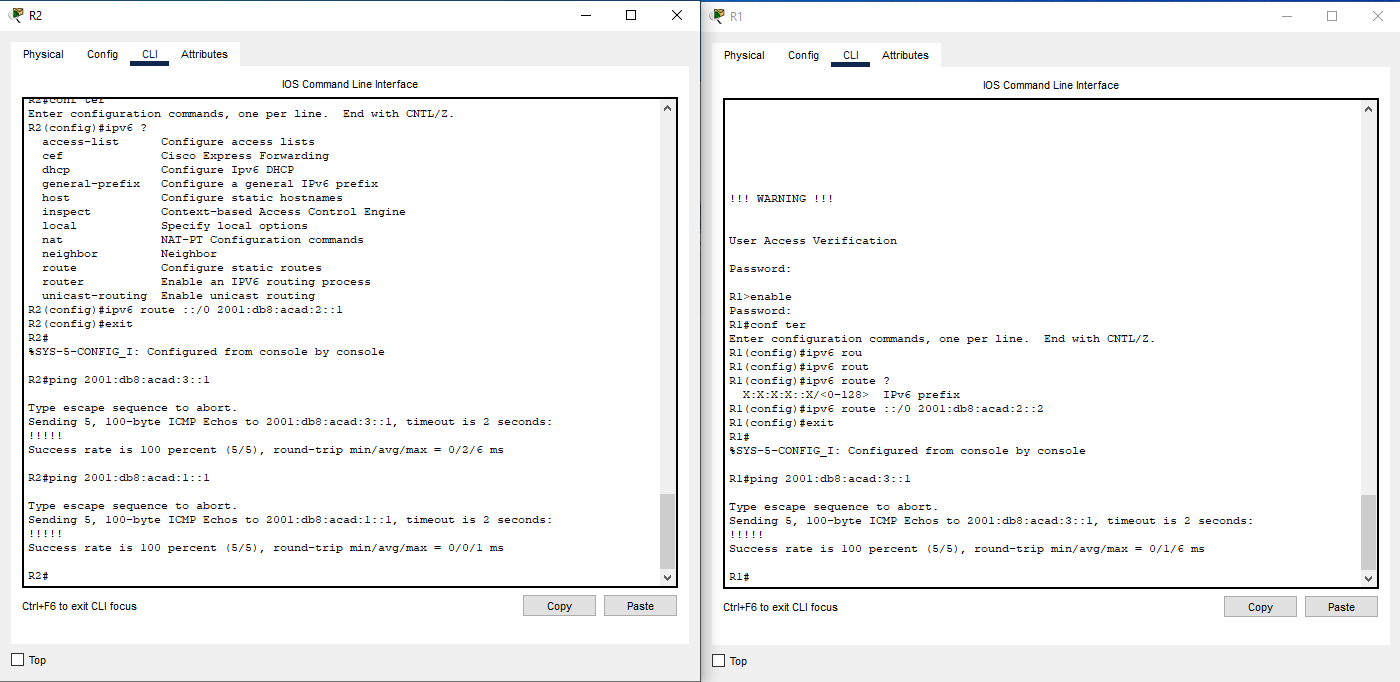 R2
Physical Config CLI Attributes
IOS Command Line Interface
R2#conf ter
Enter configuration commands, one per line.  End with CNTL/Z.
R2(config)#ipv6 ?
  access-list      Configure access lists
  cef              Cisco Express Forwarding
  dhcp             Configure Ipv6 DHCP
  general-prefix   Configure a general IPv6 prefix
  host             Configure static hostnames
  inspect          Context-based Access Control Engine
  local            Specify local options
  nat              NAT-PT Configuration commands
  neighbor         Neighbor
  route            Configure static routes
  router           Enable an IPV6 routing process
  unicast-routing  Enable unicast routing
R2(config)#ipv6 route ::/0 2001:db8:acad:2::1
R2(config)#exit
R2#
%SYS-5-CONFIG_I: Configured from console by console
R2#ping 2001:db8:acad:3::1
Type escape sequence to abort.
Sending 5, 100-byte ICMP Echos to 2001:db8:acad:3::1, timeout is 2 seconds:
!!!!!
Success rate is 100 percent (5/5), round-trip min/avg/max = 0/2/6 ms
R2#ping 2001:db8:acad:1::1
Type escape sequence to abort.
Sending 5, 100-byte ICMP Echos to 2001:db8:acad:1::1, timeout is 2 seconds:
!!!!!
Success rate is 100 percent (5/5), round-trip min/avg/max = 0/0/1 ms
R2#
Ctrl+F6 to exit CLI focus
Copy Paste
Top
R1
Physical Config CLI Attributes
IOS Command Line Interface
!!! WARNING !!!
User Access Verification
Password:
R1>enable
Password:
R1#conf ter
Enter configuration commands, one per line.  End with CNTL/Z.
R1(config)#ipv6 rou
R1(config)#ipv6 rout
R1(config)#ipv6 route ?
  X:X:X:X::X/<0-128>  IPv6 prefix
R1(config)#ipv6 route ::/0 2001:db8:acad:2::2
R1(config)#exit
R1#
%SYS-5-CONFIG_I: Configured from console by console
R1#ping 2001:db8:acad:3::1
Type escape sequence to abort.
Sending 5, 100-byte ICMP Echos to 2001:db8:acad:3::1, timeout is 2 seconds:
!!!!!
Success rate is 100 percent (5/5), round-trip min/avg/max = 0/1/6 ms
R1#
Ctrl+F6 to exit CLI focus
Copy Paste
Top